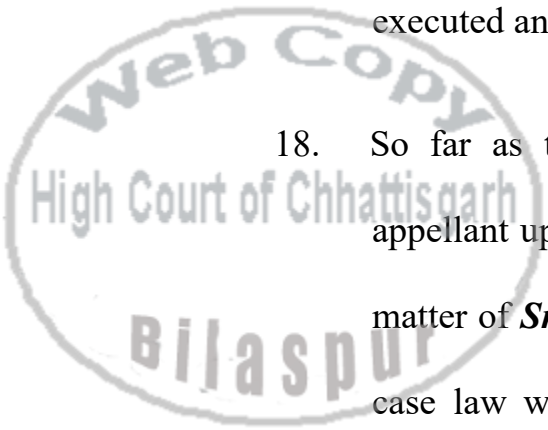 executed an
Web Copy
18. So far as t
High Court of Chhattisgarh
appellant up
matter of
Bilaspur
case law w